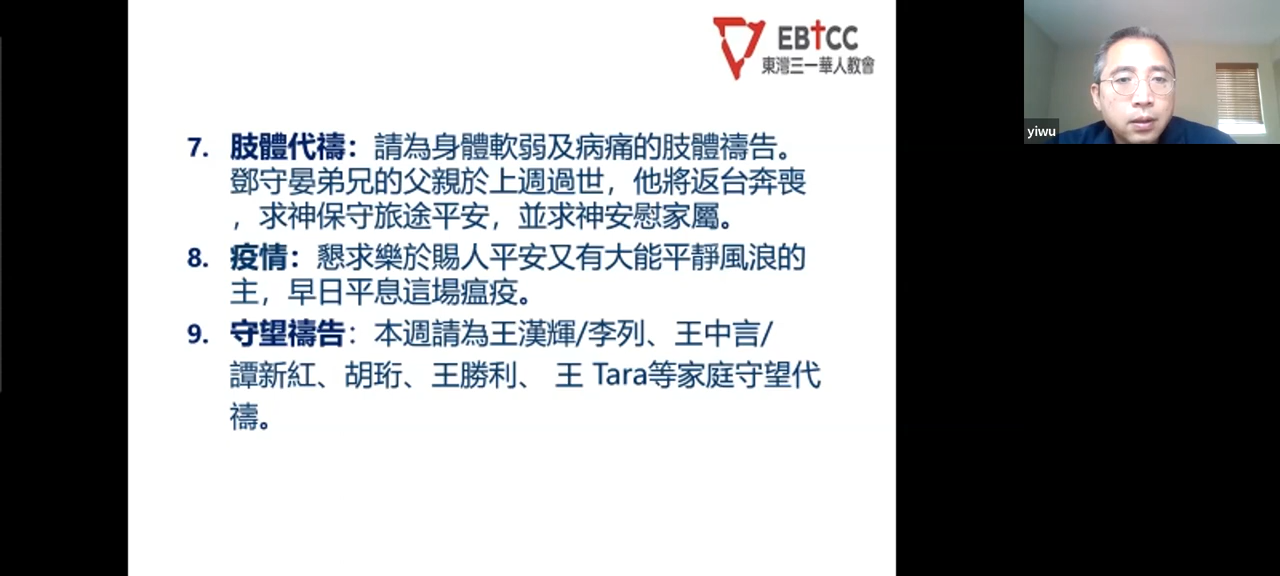 EBTCC
東灣三一華人教會
yiwu
7. 肢體代禱：請為身體軟弱及病痛的肢體禱告。
鄧守晏弟兄的父親於上週過世，他將返台奔喪
，求神保守旅途平安，並求神安慰家屬。
8. 疫情：懇求樂於賜人平安又有大能平靜風浪的
主，早日平息這場瘟疫。
9. 守望禱告：本週請為王漢輝/李列、王中言/
譚新紅、胡珩、王勝利、 王 Tara等家庭守望代
禱。